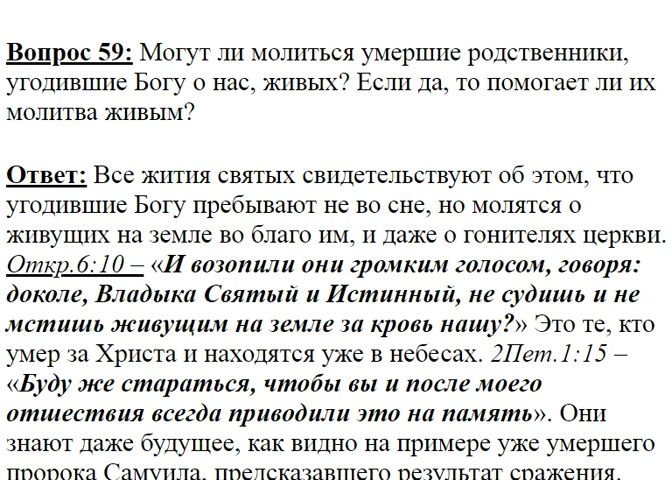 Вопрос 59: Могут ли молиться умершие родственники,
угодившие Богу о нас, живых? Если да, то помогает ли их
молитва живым?
Ответ: Все жития святых свидетельствуют об этом, что
угодившие Богу пребывают не во сне, но молятся о
живущих на земле во благо им, и даже о гонителях церкви.
Откр.6:10 – «И возопили они громким голосом, говоря:
доколе, Владыка Святый и Истинный, не судишь и не
мстишь живущим на земле за кровь нашу?» Это те, кто
умер за Христа и находятся уже в небесах. 2Пет.1:15 –
«Буду же стараться, чтобы вы и после моего
отшествия всегда приводили это на память». Они
знают даже будущее, как видно на примере уже умершего
пророка Самуила, предсказавшего результат сражения.